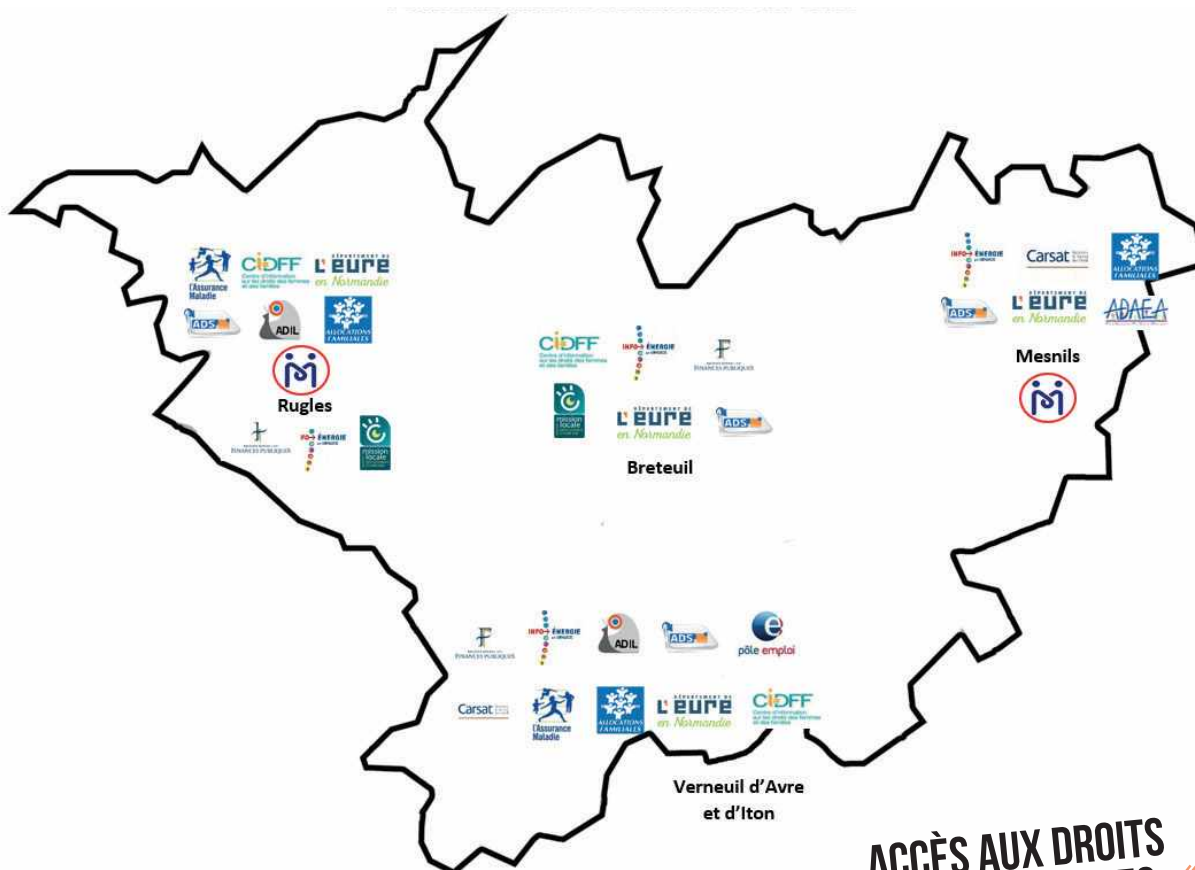 l'Assurance
Maladie
CIDFF
Centre d'information
sur les droits des femmes
et des familles
DÉPARTEMENT DE
L'EURE
en Normandie
ADS
ADIL
ALLOCATIONS
FAMILIALES
Rugles
FINANCES PUBLIQUES
FO→ ÉNERGIE
mission
locale
CIDFF
Centre d'information
sur les droits des femmes
et des familles
INFO→ ÉNERGIE
FINANCES PUBLIQUES
mission
locale
DÉPARTEMENT DE
L'EURE
en Normandie
ADS
Breteuil
INFO→ ÉNERGIE
Carsat
ALLOCATIONS
FAMILIALES
ADS
DÉPARTEMENT DE
L'EURE
en Normandie
ADAEA
Mesnils
FINANCES PUBLIQUES
INFO→ ÉNERGIE
ADIL
ADS
pôle emploi
Carsat
l'Assurance
Maladie
ALLOCATIONS
FAMILIALES
DÉPARTEMENT DE
L'EURE
en Normandie
CIDFF
Centre d'information
sur les droits des femmes
et des familles
Verneuil d'Avre
et d'Iton
ACCÈS AUX DROITS